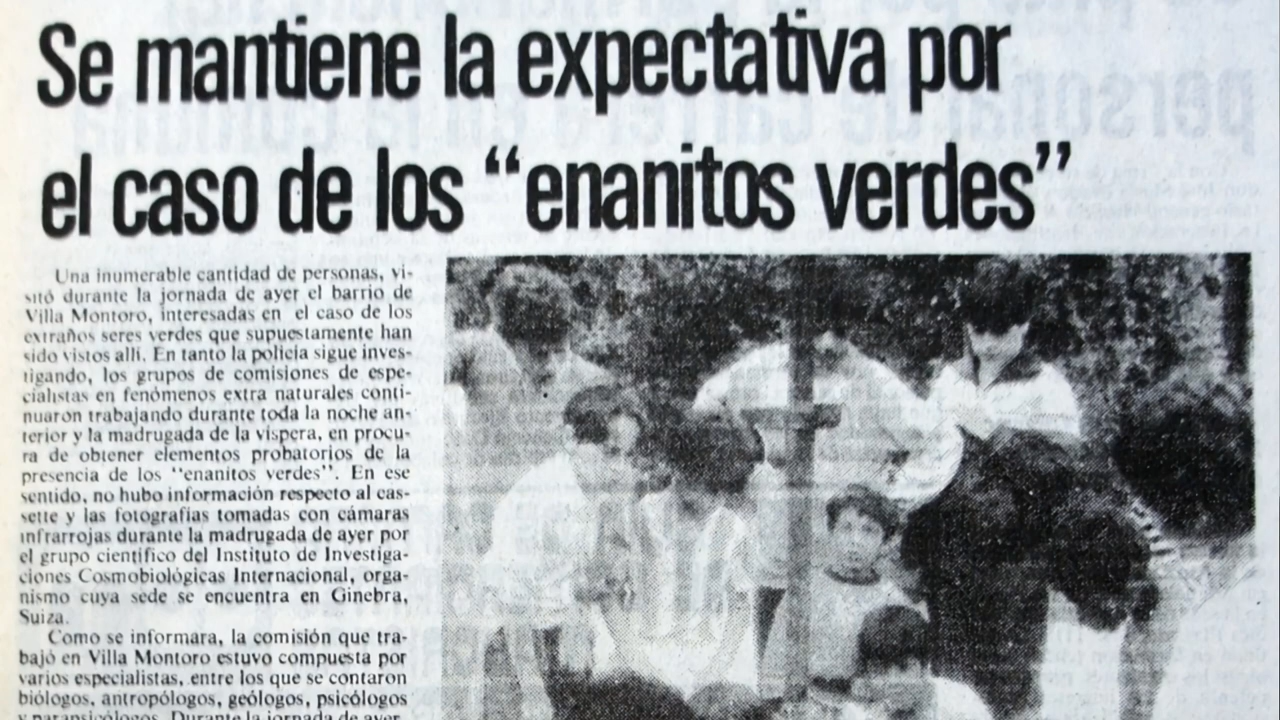 Se mantiene la expectativa por
el caso de los “enanitos verdes”
Una inumerable cantidad de personas, vi-
sitó durante la jornada de ayer el barrio de
Villa Montoro, interesadas en el caso de los
extraños seres verdes que supuestamente han
sido vistos allí. En tanto la policía sigue inves-
tigando, los grupos de comisiones de espe-
cialistas en fenómenos extra naturales conti-
nuaron trabajando durante toda la noche an-
terior y la madrugada de la víspera, en procu-
ra de obtener elementos probatorios de la
presencia de los “enanitos verdes”. En ese
sentido, no hubo información respecto al cas-
sette y las fotografías tomadas con cámaras
infrarrojas durante la madrugada de ayer por
el grupo científico del Instituto de Investiga-
ciones Cosmobiológicas Internacional, orga-
nismo cuya sede se encuentra en Ginebra,
Suiza.
Como se informara, la comisión que tra-
bajó en Villa Montoro estuvo compuesta por
varios especialistas, entre los que se contaron
biólogos, antropólogos, geólogos, psicólogos
y parapsicólogos. Durante la jornada de ayer,